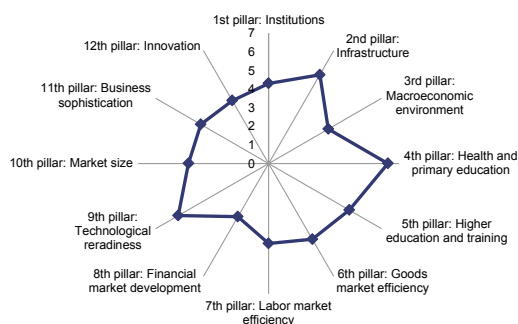 1st pillar: Institutions
2nd pillar:
Infrastructure
3rd pillar:
Macroeconomic
environment
4th pillar: Health and
primary education
5th pillar: Higher
education and training
6th pillar: Goods
market efficiency
7th pillar: Labor market
efficiency
8th pillar: Financial
market development
9th pillar:
Technological
reradiness
10th pillar: Market size
11th pillar: Business
sophistication
12th pillar: Innovation
7
6
5
4
3
2
1
0